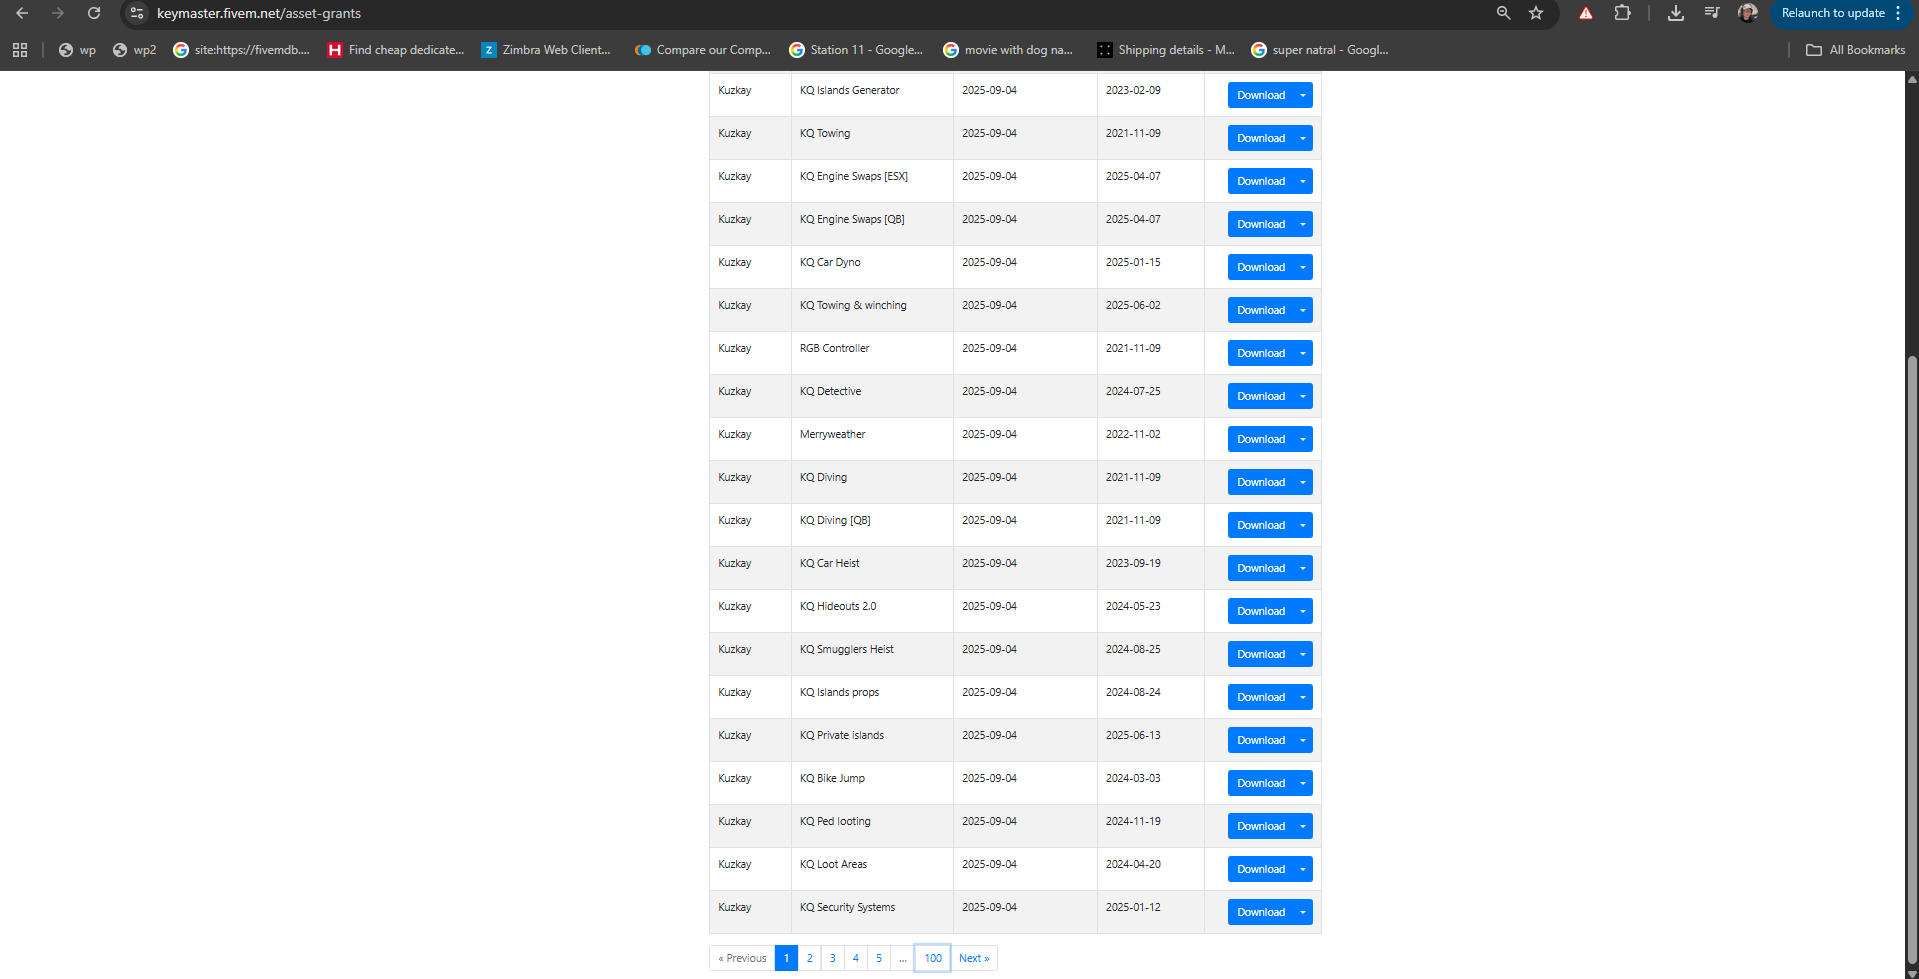 keymaster.fivem.net/asset-grants
Relaunch to update
wp
wp2
site:https://fivemdb....
Find cheap dedicate...
Zimbra Web Client...
Compare our Comp...
Station 11 - Google...
movie with dog na...
Shipping details - M...
super natral - Googl...
All Bookmarks
Kuzkay KQ Islands Generator 2025-09-04 2023-02-09 Download
Kuzkay KQ Towing 2025-09-04 2021-11-09 Download
Kuzkay KQ Engine Swaps [ESX] 2025-09-04 2025-04-07 Download
Kuzkay KQ Engine Swaps [QB] 2025-09-04 2025-04-07 Download
Kuzkay KQ Car Dyno 2025-09-04 2025-01-15 Download
Kuzkay KQ Towing & winching 2025-09-04 2025-06-02 Download
Kuzkay RGB Controller 2025-09-04 2021-11-09 Download
Kuzkay KQ Detective 2025-09-04 2024-07-25 Download
Kuzkay Merryweather 2025-09-04 2022-11-02 Download
Kuzkay KQ Diving 2025-09-04 2021-11-09 Download
Kuzkay KQ Diving [QB] 2025-09-04 2021-11-09 Download
Kuzkay KQ Car Heist 2025-09-04 2023-09-19 Download
Kuzkay KQ Hideouts 2.0 2025-09-04 2024-05-23 Download
Kuzkay KQ Smugglers Heist 2025-09-04 2024-08-25 Download
Kuzkay KQ Islands props 2025-09-04 2024-08-24 Download
Kuzkay KQ Private islands 2025-09-04 2025-06-13 Download
Kuzkay KQ Bike Jump 2025-09-04 2024-03-03 Download
Kuzkay KQ Ped looting 2025-09-04 2024-11-19 Download
Kuzkay KQ Loot Areas 2025-09-04 2024-04-20 Download
Kuzkay KQ Security Systems 2025-09-04 2025-01-12 Download
« Previous 1 2 3 4 5 ... 100 Next »